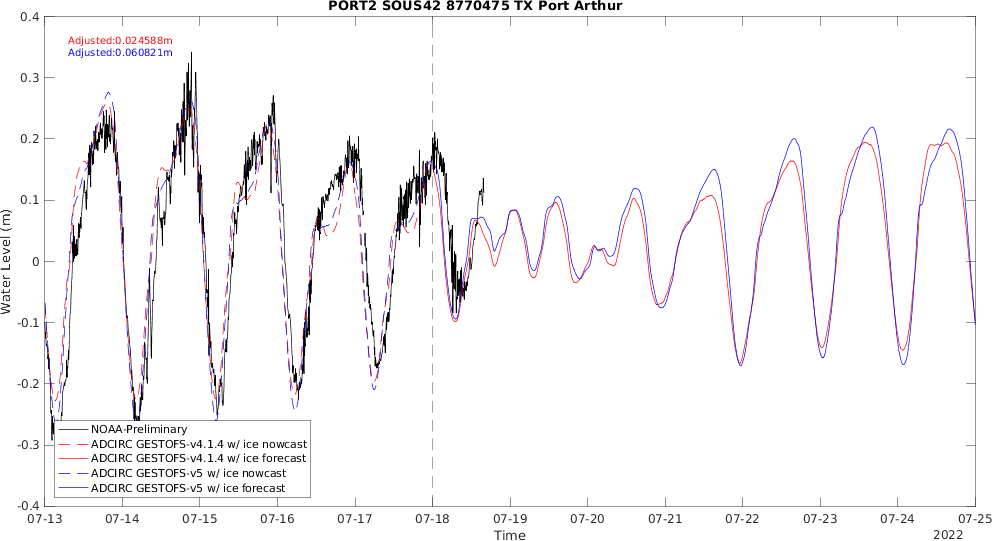 PORT2 SOUS42 8770475 TX Port Arthur
Adjusted:0.024588m
Adjusted:0.060821m
0.4
0.3
0.2
0.1
0
-0.1
-0.2
-0.3
-0.4
Water Level (m)
NOAA-Preliminary
ADCIRC GESTOFS-v4.1.4 w/ ice nowcast
ADCIRC GESTOFS-v4.1.4 w/ ice forecast
ADCIRC GESTOFS-v5 w/ ice nowcast
ADCIRC GESTOFS-v5 w/ ice forecast
07-13 07-14 07-15 07-16 07-17 07-18 07-19 07-20 07-21 07-22 07-23 07-24 07-25
Time
2022